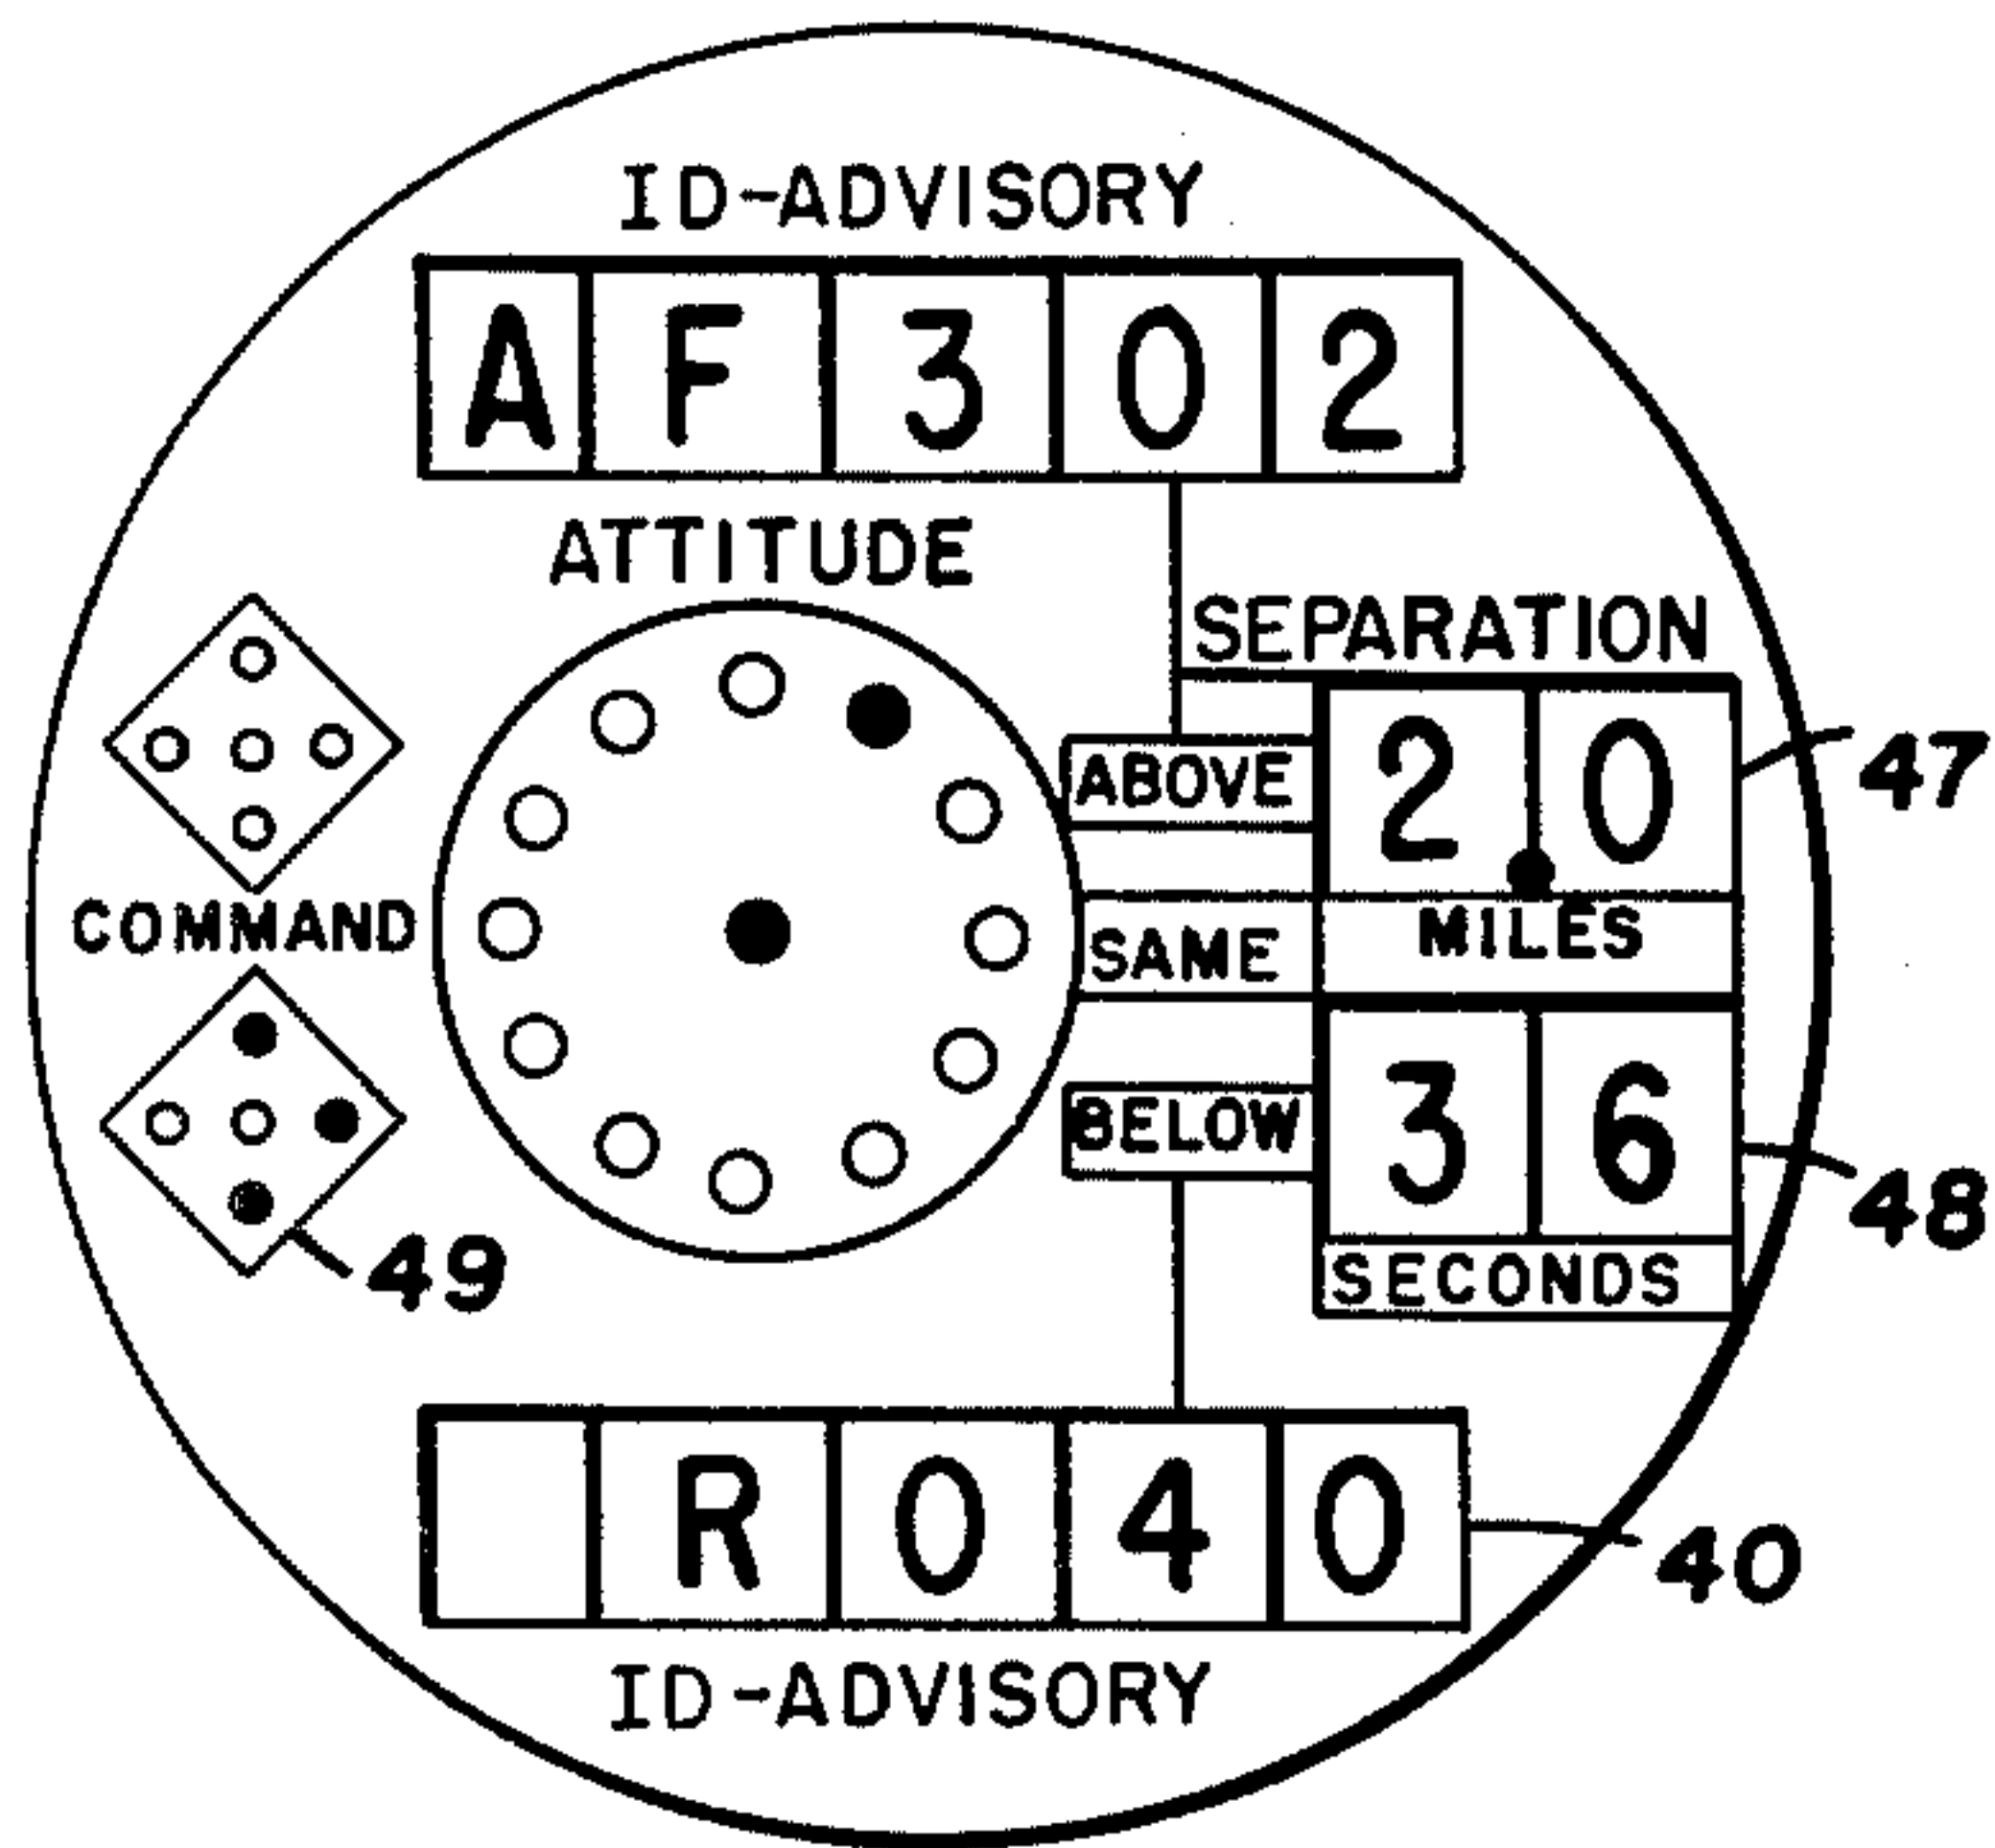 ID-ADVISORY
AF302
ATTITUDE
SEPARATION
ABOVE
2.0
47
COMMAND
SAME
MILES
BELOW
36
48
49
SECONDS
R040
40
ID-ADVISORY